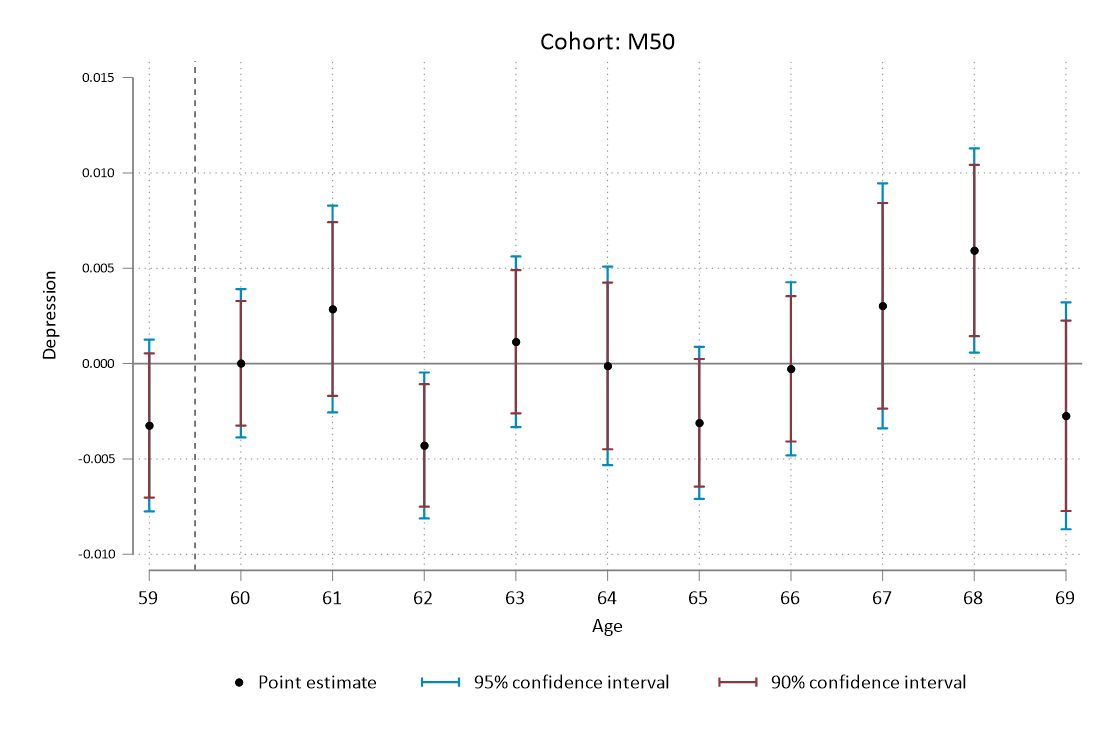 Cohort: M50
0.015
0.010
0.005
0.000
-0.005
-0.010
Depression
59 60 61 62 63 64 65 66 67 68 69
Age
Point estimate 95% confidence interval 90% confidence interval